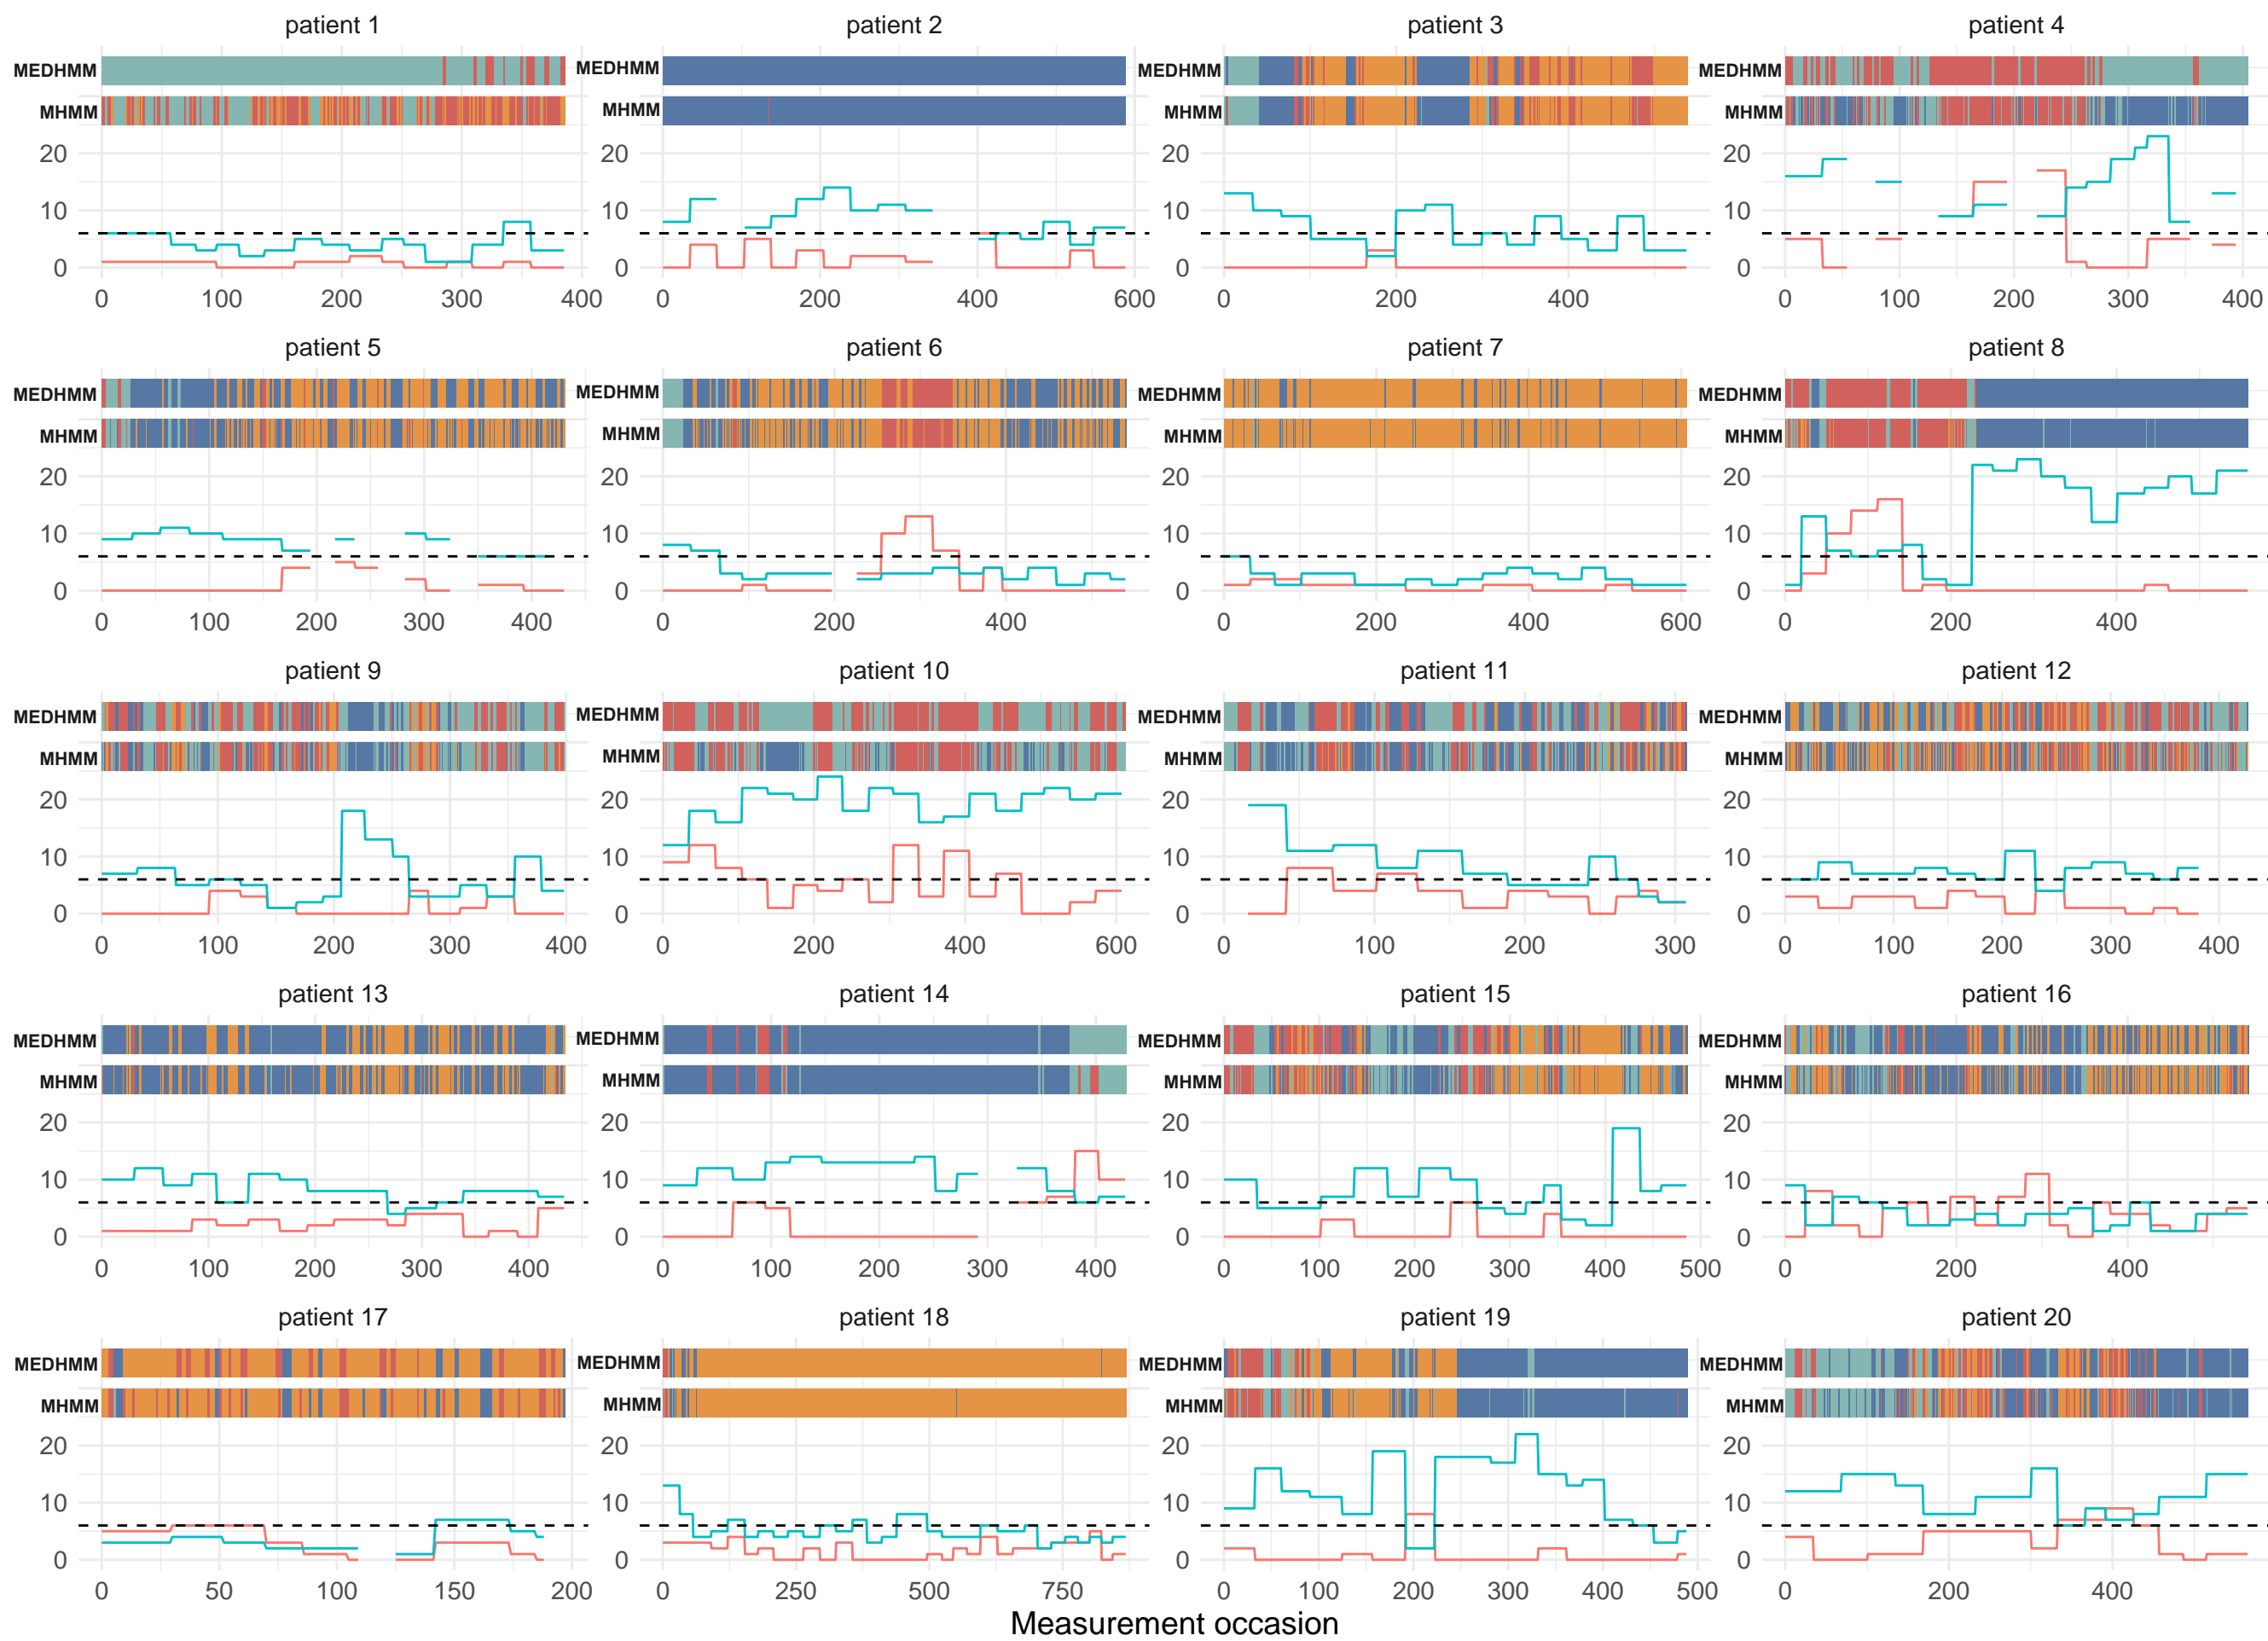 patient 1 patient 2 patient 3 patient 4
MEDHMM MEDHMM MEDHMM MEDHMM
MHMM MHMM MHMM MHMM
20 20 20 20
10 10 10 10
0 0 0 0
0 100 200 300 400 0 200 400 600 0 200 400 0 100 200 300 400
patient 5 patient 6 patient 7 patient 8
MEDHMM MEDHMM MEDHMM MEDHMM
MHMM MHMM MHMM MHMM
20 20 20 20
10 10 10 10
0 0 0 0
0 100 200 300 400 0 200 400 0 200 400 600 0 200 400
patient 9 patient 10 patient 11 patient 12
MEDHMM MEDHMM MEDHMM MEDHMM
MHMM MHMM MHMM MHMM
20 20 20 20
10 10 10 10
0 0 0 0
0 100 200 300 400 0 200 400 600 0 100 200 300 0 100 200 300 400
patient 13 patient 14 patient 15 patient 16
MEDHMM MEDHMM MEDHMM MEDHMM
MHMM MHMM MHMM MHMM
20 20 20 20
10 10 10 10
0 0 0 0
0 100 200 300 400 0 100 200 300 400 0 100 200 300 400 500 0 200 400
patient 17 patient 18 patient 19 patient 20
MEDHMM MEDHMM MEDHMM MEDHMM
MHMM MHMM MHMM MHMM
20 20 20 20
10 10 10 10
0 0 0 0
0 50 100 150 200 0 250 500 750 0 100 200 300 400 500 0 200 400
Measurement occasion